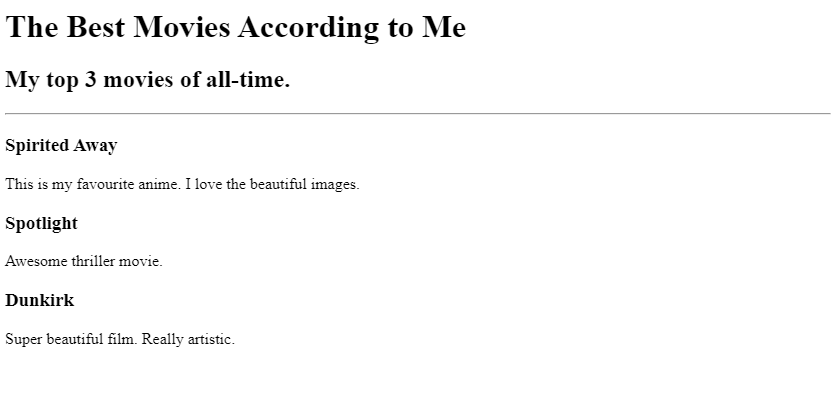 The Best Movies According to Me
My top 3 movies of all-time.
Spirited Away
This is my favourite anime. I love the beautiful images.
Spotlight
Awesome thriller movie.
Dunkirk
Super beautiful film. Really artistic.